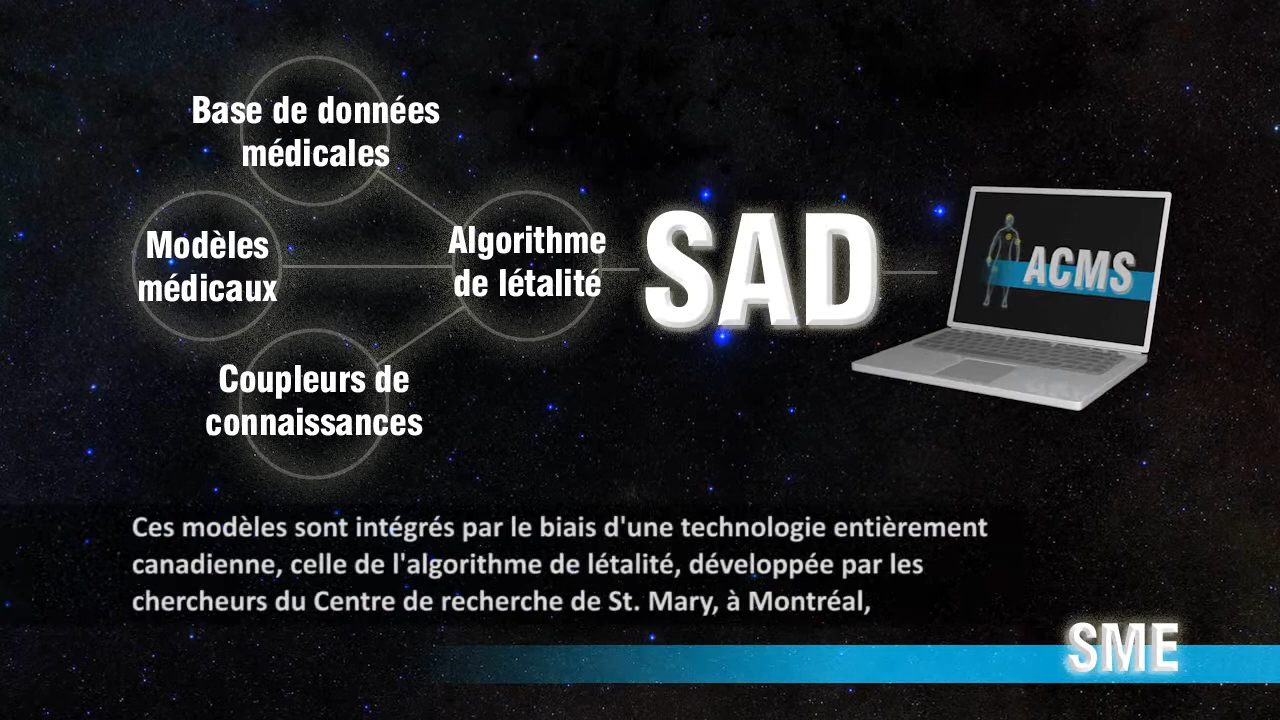 Base de données
médicales
Modèles
médicaux
Algorithme
de létalité
SAD
ACMS
Coupleurs de
connaissances
Ces modèles sont intégrés par le biais d'une technologie entièrement
canadienne, celle de l'algorithme de létalité, développée par les
chercheurs du Centre de recherche de St. Mary, à Montréal,
SME